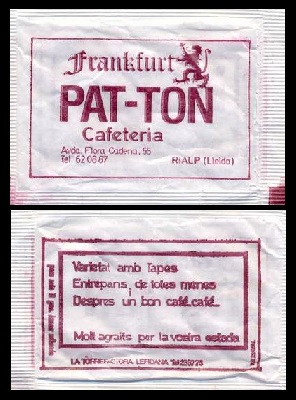 Frankfurt
PAT-TON
Cafeteria
Avda. Flora Cadena, 55
Tel. 62 08 67 RIALP (Lleida)
Varietat amb Tapes
Entrepans, de totes menes
Despres un bon café..café..
Molt agraits per la vostra estada
LA TORREFACTORA LERIDANA Tel